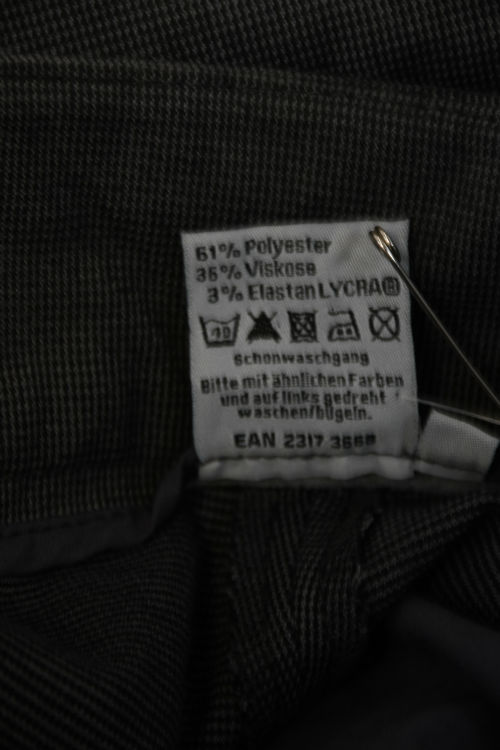 61% Polyester
36% Viskose
3% Elastan LYCRA®
40
Schonwaschgang
Bitte mit ähnlichen Farben
und auf links gedreht
waschen/bügeln.
EAN 2317 3668